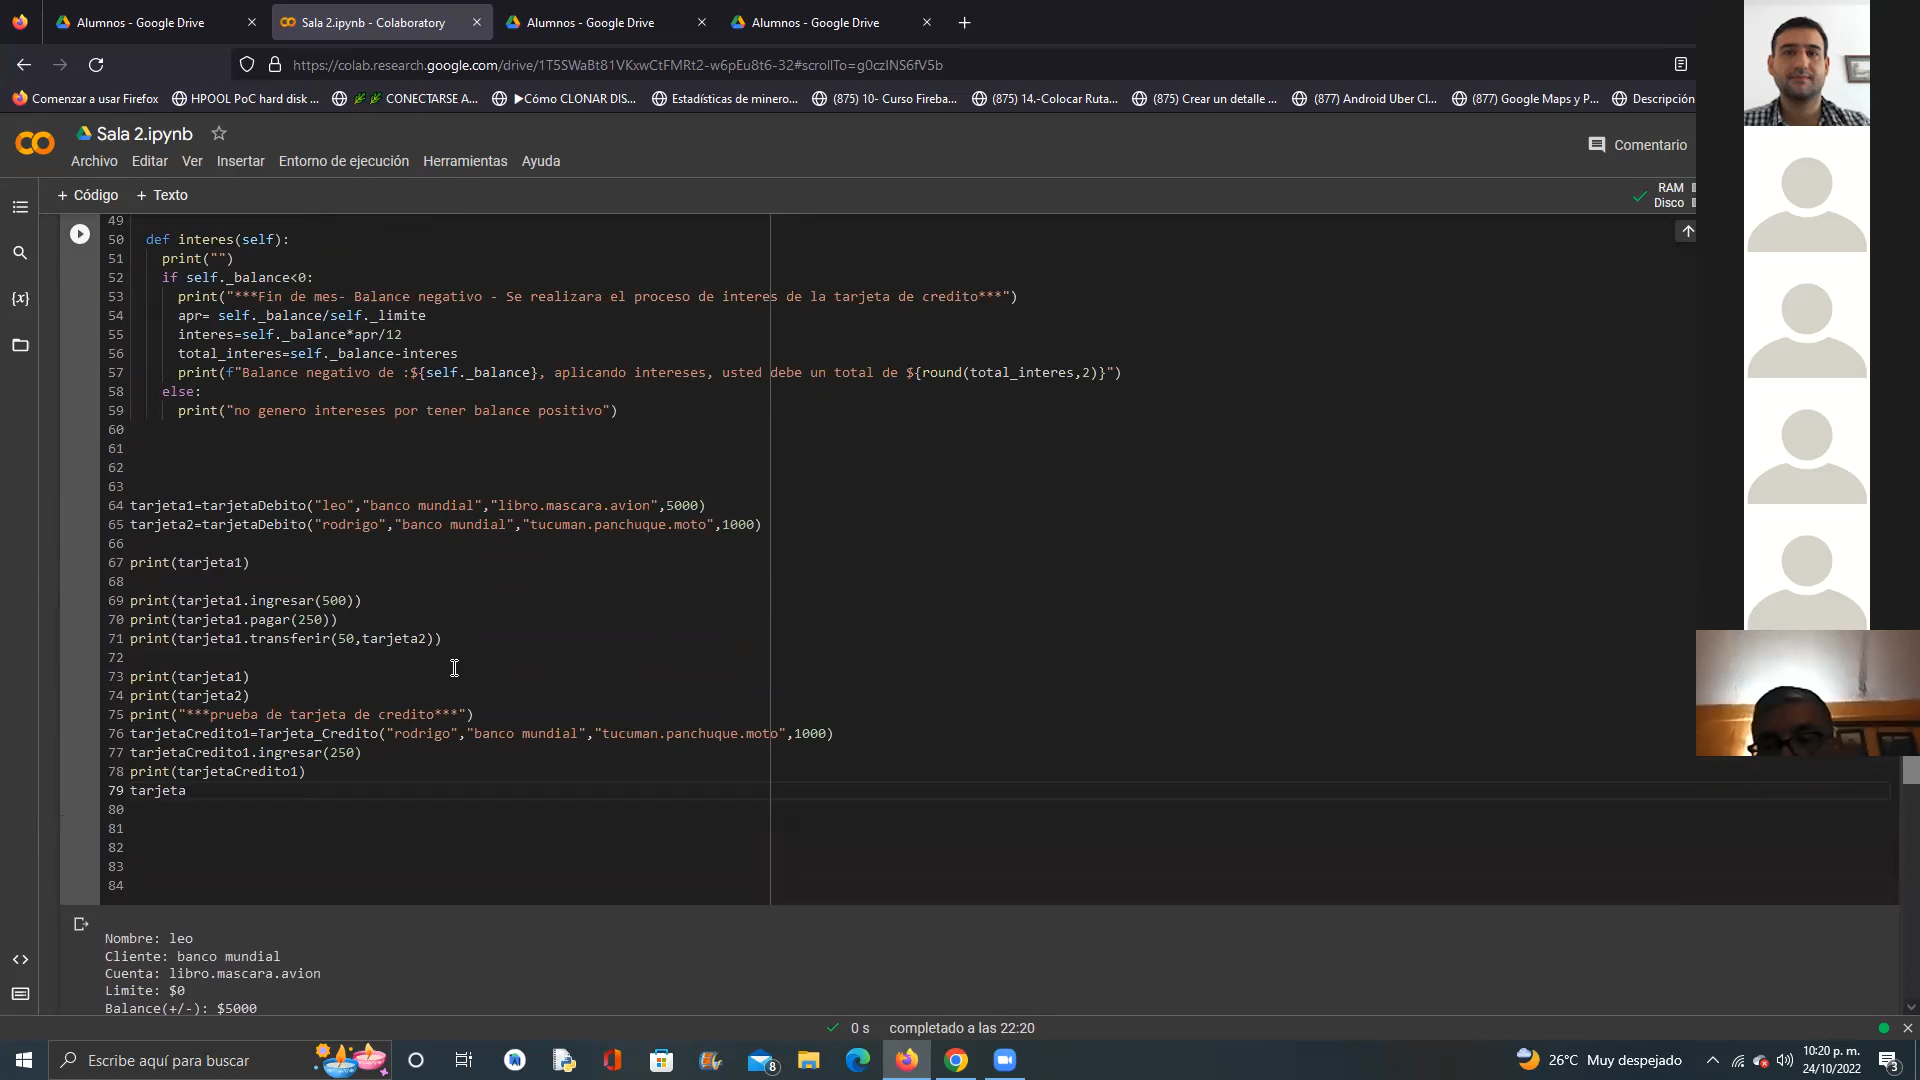 Alumnos - Google Drive
Sala 2.ipynb - Colaboratory
Alumnos - Google Drive
Alumnos - Google Drive
https://colab.research.google.com/drive/1T5SWaBt81VKxwCtFMRt2-w6pEu8t6-32#scrollTo=g0czINS6fV5b
Comenzar a usar Firefox
HPOOL PoC hard disk ...
CONECTARSE A...
▶Cómo CLONAR DIS...
Estadísticas de minero...
(875) 10- Curso Fireba...
(875) 14.-Colocar Ruta...
(875) Crear un detalle ...
(877) Android Uber Cl...
(877) Google Maps y P...
Descripción
Sala 2.ipynb
Comentario
Archivo Editar Ver Insertar Entorno de ejecución Herramientas Ayuda
+ Código + Texto
RAM
Disco
49
50 def interes(self):
51 print("")
52 if self._balance<0:
53 print("***Fin de mes- Balance negativo - Se realizara el proceso de interes de la tarjeta de credito***")
54 apr= self._balance/self._limite
55 interes=self._balance*apr/12
56 total_interes=self._balance-interes
57 print(f"Balance negativo de :${self._balance}, aplicando intereses, usted debe un total de ${round(total_interes,2)}")
58 else:
59 print("no genero intereses por tener balance positivo")
60
61
62
63
64 tarjeta1=tarjetaDebito("leo","banco mundial","libro.mascara.avion",5000)
65 tarjeta2=tarjetaDebito("rodrigo","banco mundial","tucuman.panchuque.moto",1000)
66
67 print(tarjeta1)
68
69 print(tarjeta1.ingresar(500))
70 print(tarjeta1.pagar(250))
71 print(tarjeta1.transferir(50,tarjeta2))
72
73 print(tarjeta1)
74 print(tarjeta2)
75 print("***prueba de tarjeta de credito***")
76 tarjetaCredito1=Tarjeta_Credito("rodrigo","banco mundial","tucuman.panchuque.moto",1000)
77 tarjetaCredito1.ingresar(250)
78 print(tarjetaCredito1)
79 tarjeta
80
81
82
83
84
Nombre: leo
Cliente: banco mundial
Cuenta: libro.mascara.avion
Limite: $0
Balance(+/-): $5000
0 s completado a las 22:20
Escribe aquí para buscar
8
26°C Muy despejado
10:20 p. m.
24/10/2022
3